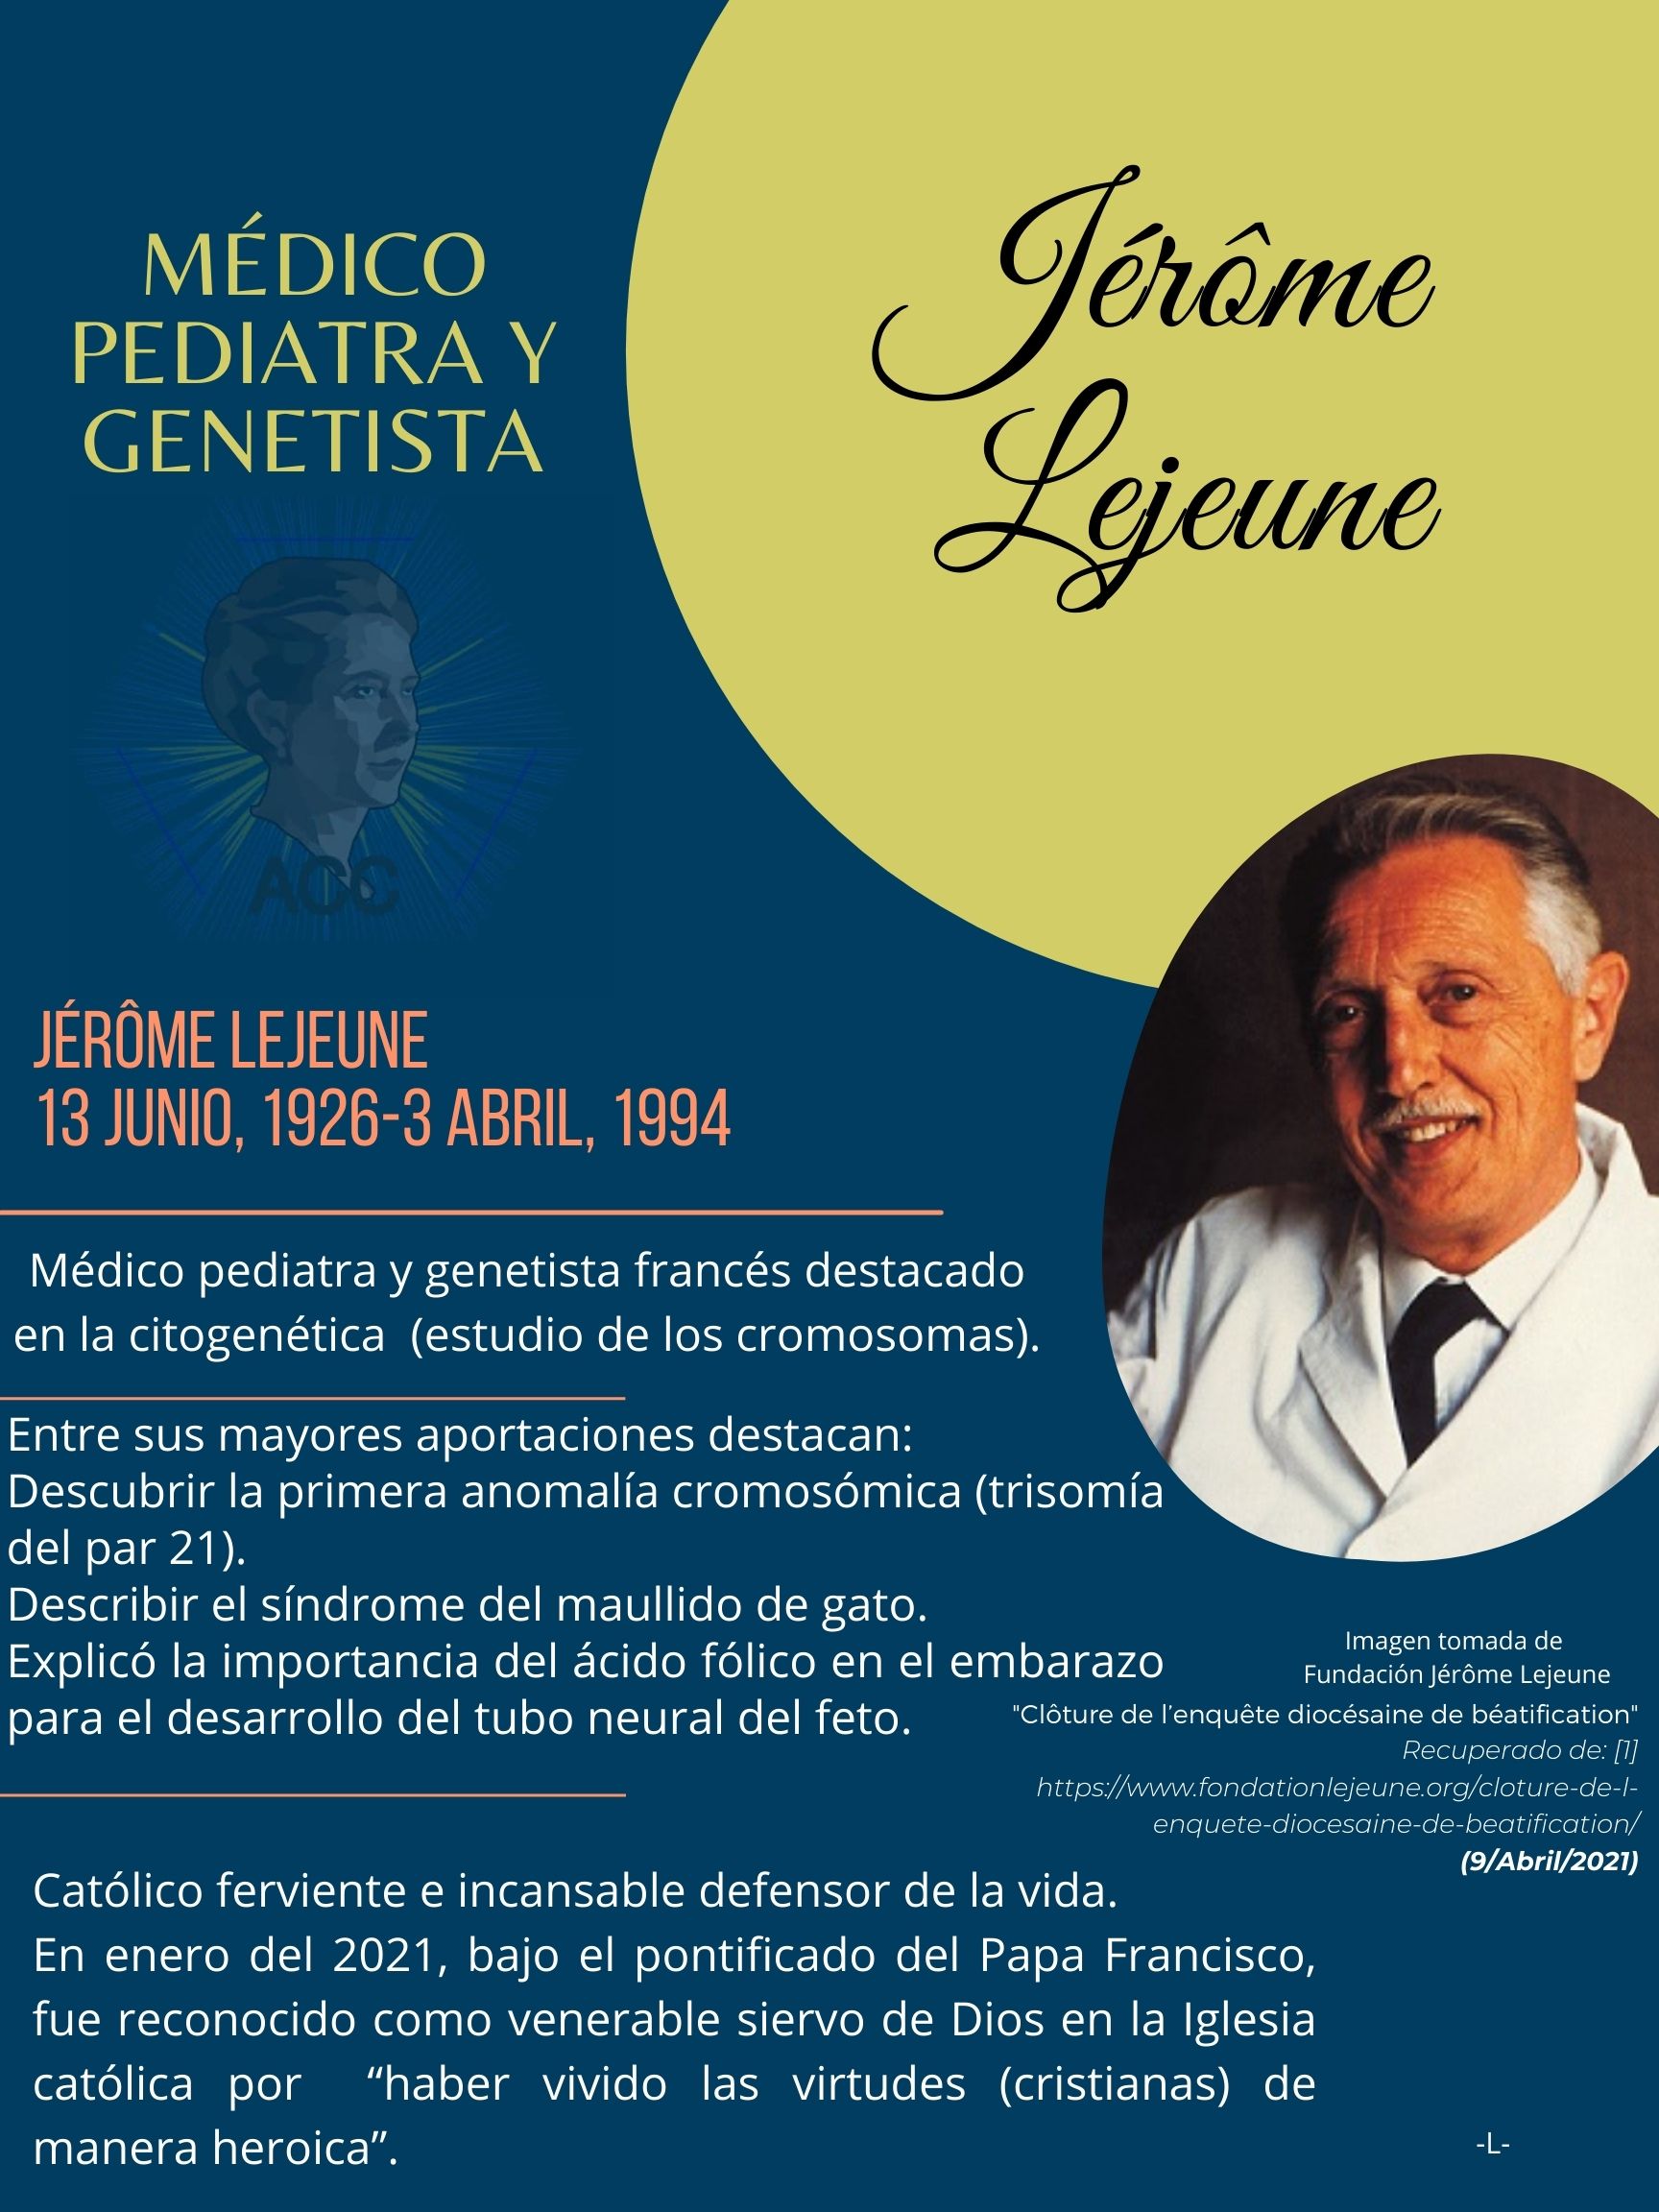 MÉDICO
PEDIATRA Y
GENETISTA
Jérôme
Lejeune
ACC
JÉRÔME LEJEUNE
13 JUNIO, 1926-3 ABRIL, 1994
Médico pediatra y genetista francés destacado
en la citogenética (estudio de los cromosomas).
Entre sus mayores aportaciones destacan:
Descubrir la primera anomalía cromosómica (trisomía
del par 21).
Describir el síndrome del maullido de gato.
Explicó la importancia del ácido fólico en el embarazo
para el desarrollo del tubo neural del feto.
Imagen tomada de
Fundación Jérôme Lejeune
"Clôture de l’enquête diocésaine de béatification"
Recuperado de: [1]
https://www.fondationlejeune.org/cloture-de-l-
enquete-diocesaine-de-beatification/
(9/Abril/2021)
Católico ferviente e incansable defensor de la vida.
En enero del 2021, bajo el pontificado del Papa Francisco,
fue reconocido como venerable siervo de Dios en la Iglesia
católica por “haber vivido las virtudes (cristianas) de
manera heroica”.
-L-